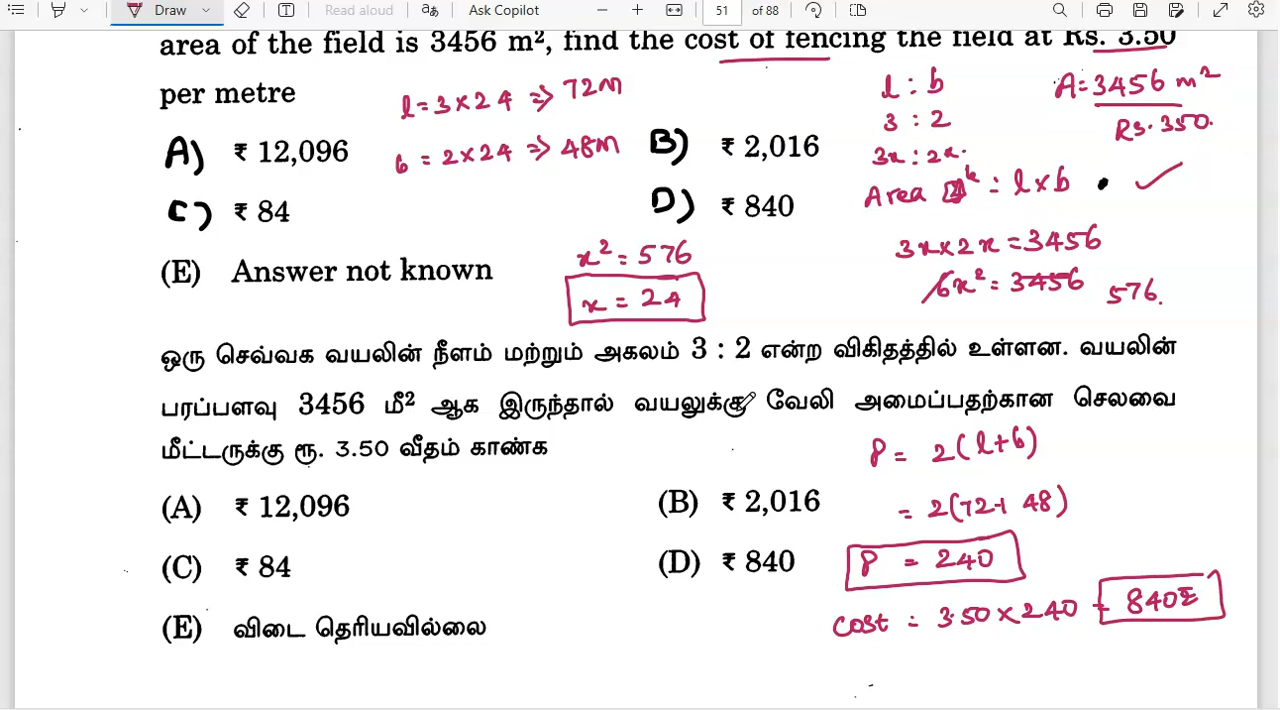 Draw
Read aloud
Ask Copilot
51 of 88
area of the field is 3456 m², find the cost of fencing the field at Rs. 3.50
per metre
l = 3 × 24 => 72m
b = 2 × 24 => 48m
l : b
3 : 2
3x : 2x
A = 3456 m²
Rs. 350.
A) ₹ 12,096
B) ₹ 2,016
C) ₹ 84
D) ₹ 840
(E) Answer not known
Area = l × b
3x × 2x = 3456
6x² = 3456 576.
x² = 576
x = 24
ஒரு செவ்வக வயலின் நீளம் மற்றும் அகலம் 3 : 2 என்ற விகிதத்தில் உள்ளன. வயலின்
பரப்பளவு 3456 மீ² ஆக இருந்தால் வயலுக்கு வேலி அமைப்பதற்கான செலவை
மீட்டருக்கு ரூ. 3.50 வீதம் காண்க
(A) ₹ 12,096
(B) ₹ 2,016
(C) ₹ 84
(D) ₹ 840
(E) விடை தெரியவில்லை
P = 2(l+b)
= 2(72+48)
P = 240
Cost = 3.50 × 240 = 840